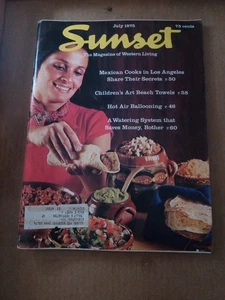 July 1975
75 cents
Sunset
The Magazine of Western Living
Mexican Cooks in Los Angeles
Share Their Secrets • 50
Children's Art Beach Towels • 58
Hot Air Ballooning • 46
A Watering System that
Saves Money, Bother • 60